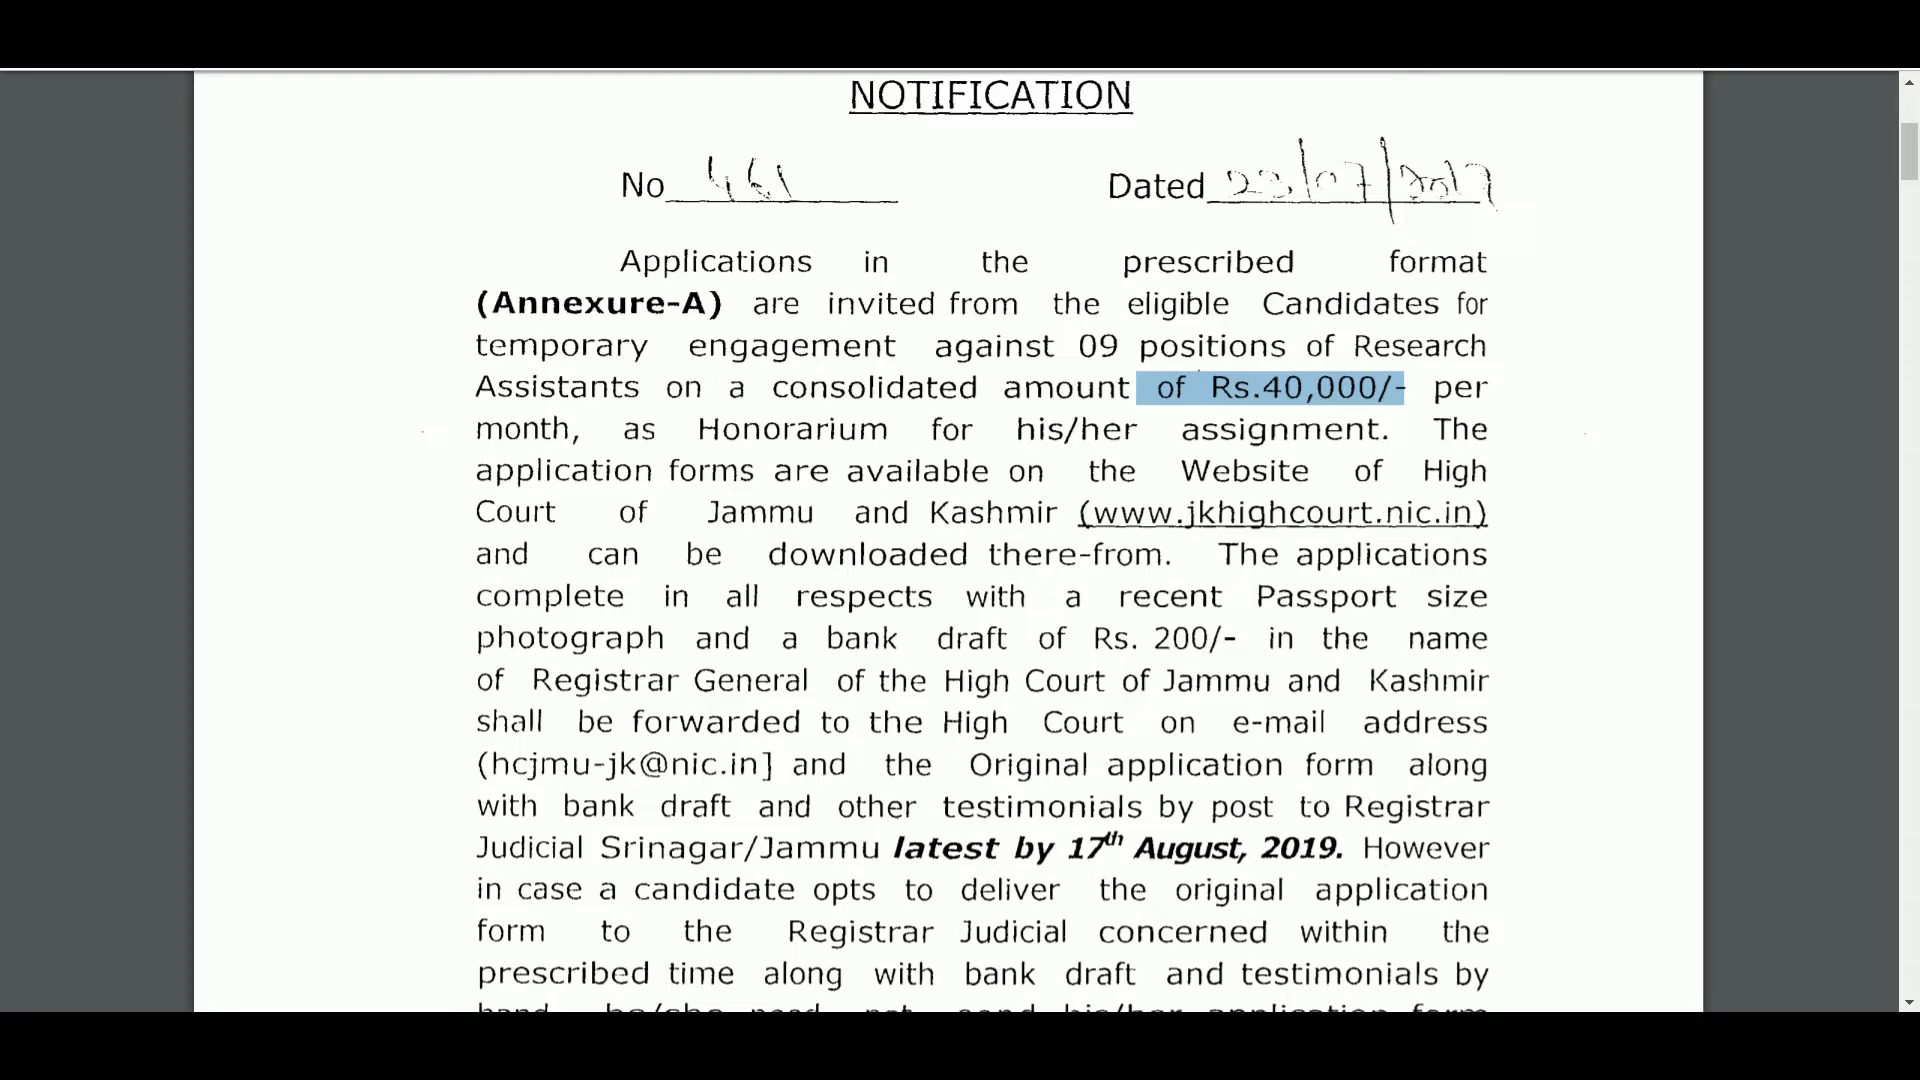 NOTIFICATION
No 461 Dated 23/07/2017
Applications in the prescribed format
(Annexure-A) are invited from the eligible Candidates for
temporary engagement against 09 positions of Research
Assistants on a consolidated amount of Rs.40,000/- per
month, as Honorarium for his/her assignment. The
application forms are available on the Website of High
Court of Jammu and Kashmir (www.jkhighcourt.nic.in)
and can be downloaded there-from. The applications
complete in all respects with a recent Passport size
photograph and a bank draft of Rs. 200/- in the name
of Registrar General of the High Court of Jammu and Kashmir
shall be forwarded to the High Court on e-mail address
(hcjmu-jk@nic.in] and the Original application form along
with bank draft and other testimonials by post to Registrar
Judicial Srinagar/Jammu latest by 17th August, 2019. However
in case a candidate opts to deliver the original application
form to the Registrar Judicial concerned within the
prescribed time along with bank draft and testimonials by